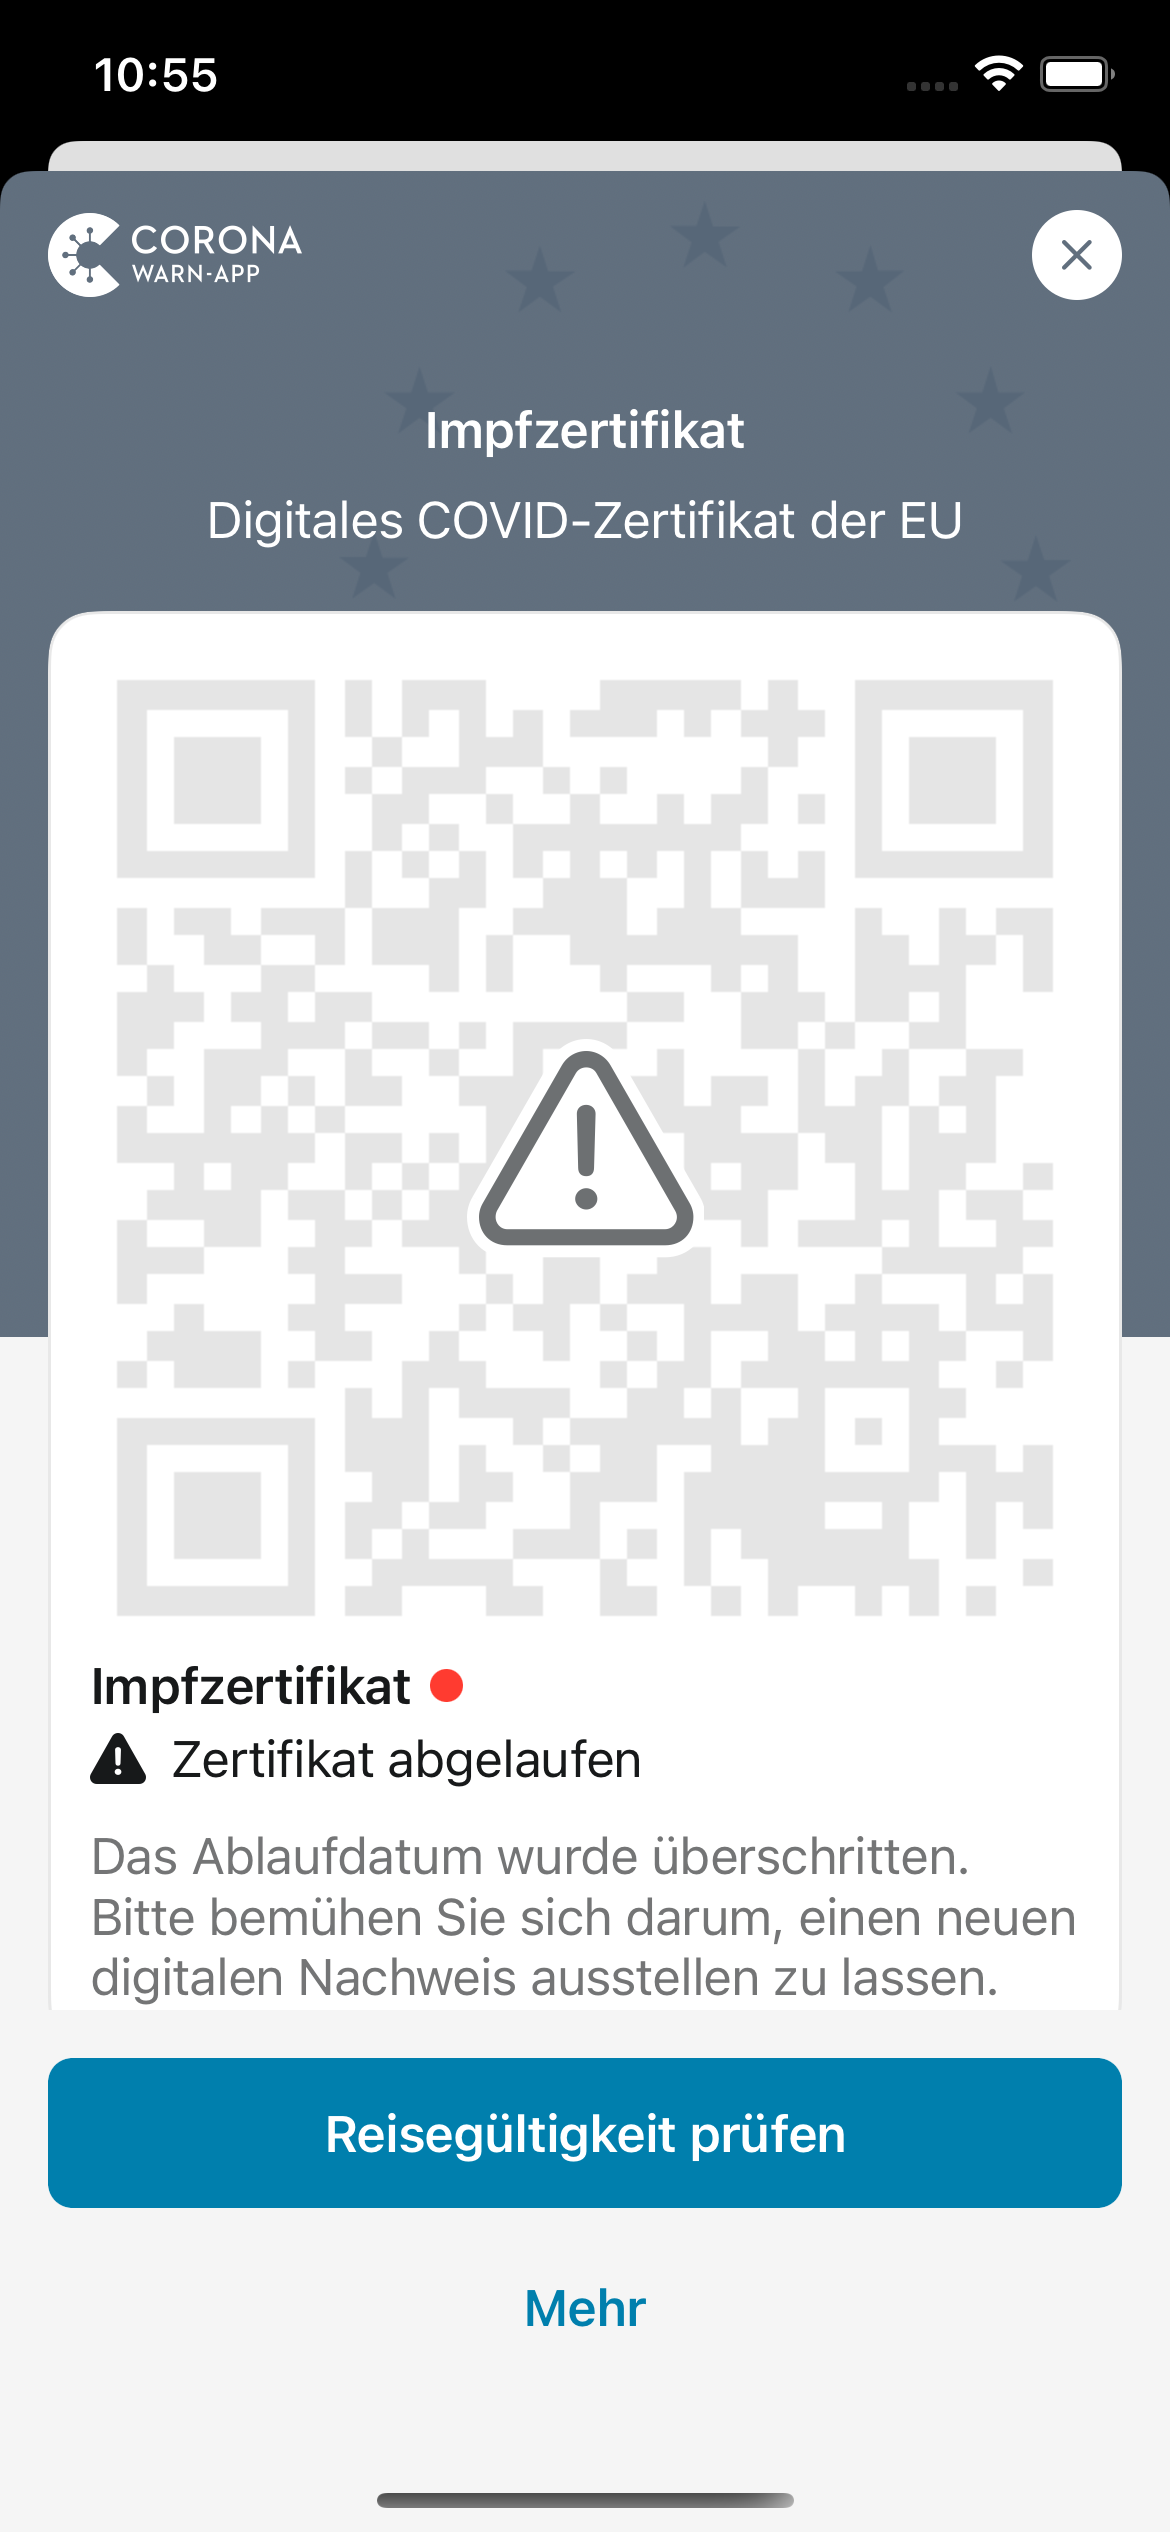 10:55
CORONA
WARN-APP
Impfzertifikat
Digitales COVID-Zertifikat der EU
Impfzertifikat
Zertifikat abgelaufen
Das Ablaufdatum wurde überschritten.
Bitte bemühen Sie sich darum, einen neuen
digitalen Nachweis ausstellen zu lassen.
Reisegültigkeit prüfen
Mehr